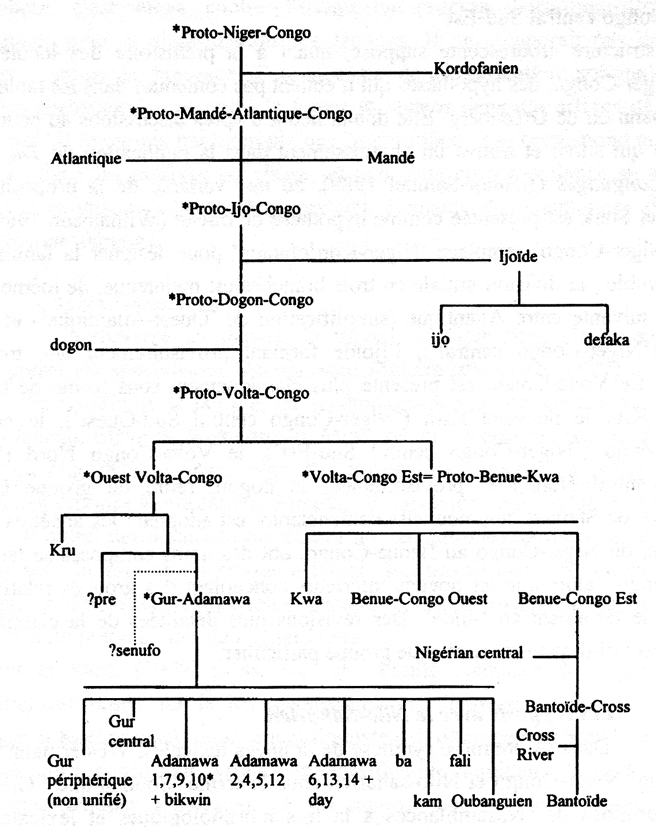 *Proto-Niger-Congo
Kordofanien
*Proto-Mandé-Atlantique-Congo
Atlantique
Mandé
*Proto-Ijọ-Congo
Ijoïde
*Proto-Dogon-Congo
ijọ
defaka
dogon
*Proto-Volta-Congo
*Ouest Volta-Congo
*Volta-Congo Est= Proto-Benue-Kwa
Kru
?pre
*Gur-Adamawa
Kwa
Benue-Congo Ouest
Benue-Congo Est
?senufo
Nigérian central
Bantoïde-Cross
Gur
central
Cross
River
Gur
périphérique
(non unifié)
Adamawa
1,7,9,10*
+ bikwin
Adamawa
2,4,5,12
Adamawa
6,13,14 +
day
ba
fali
kam
Oubanguien
Bantoïde